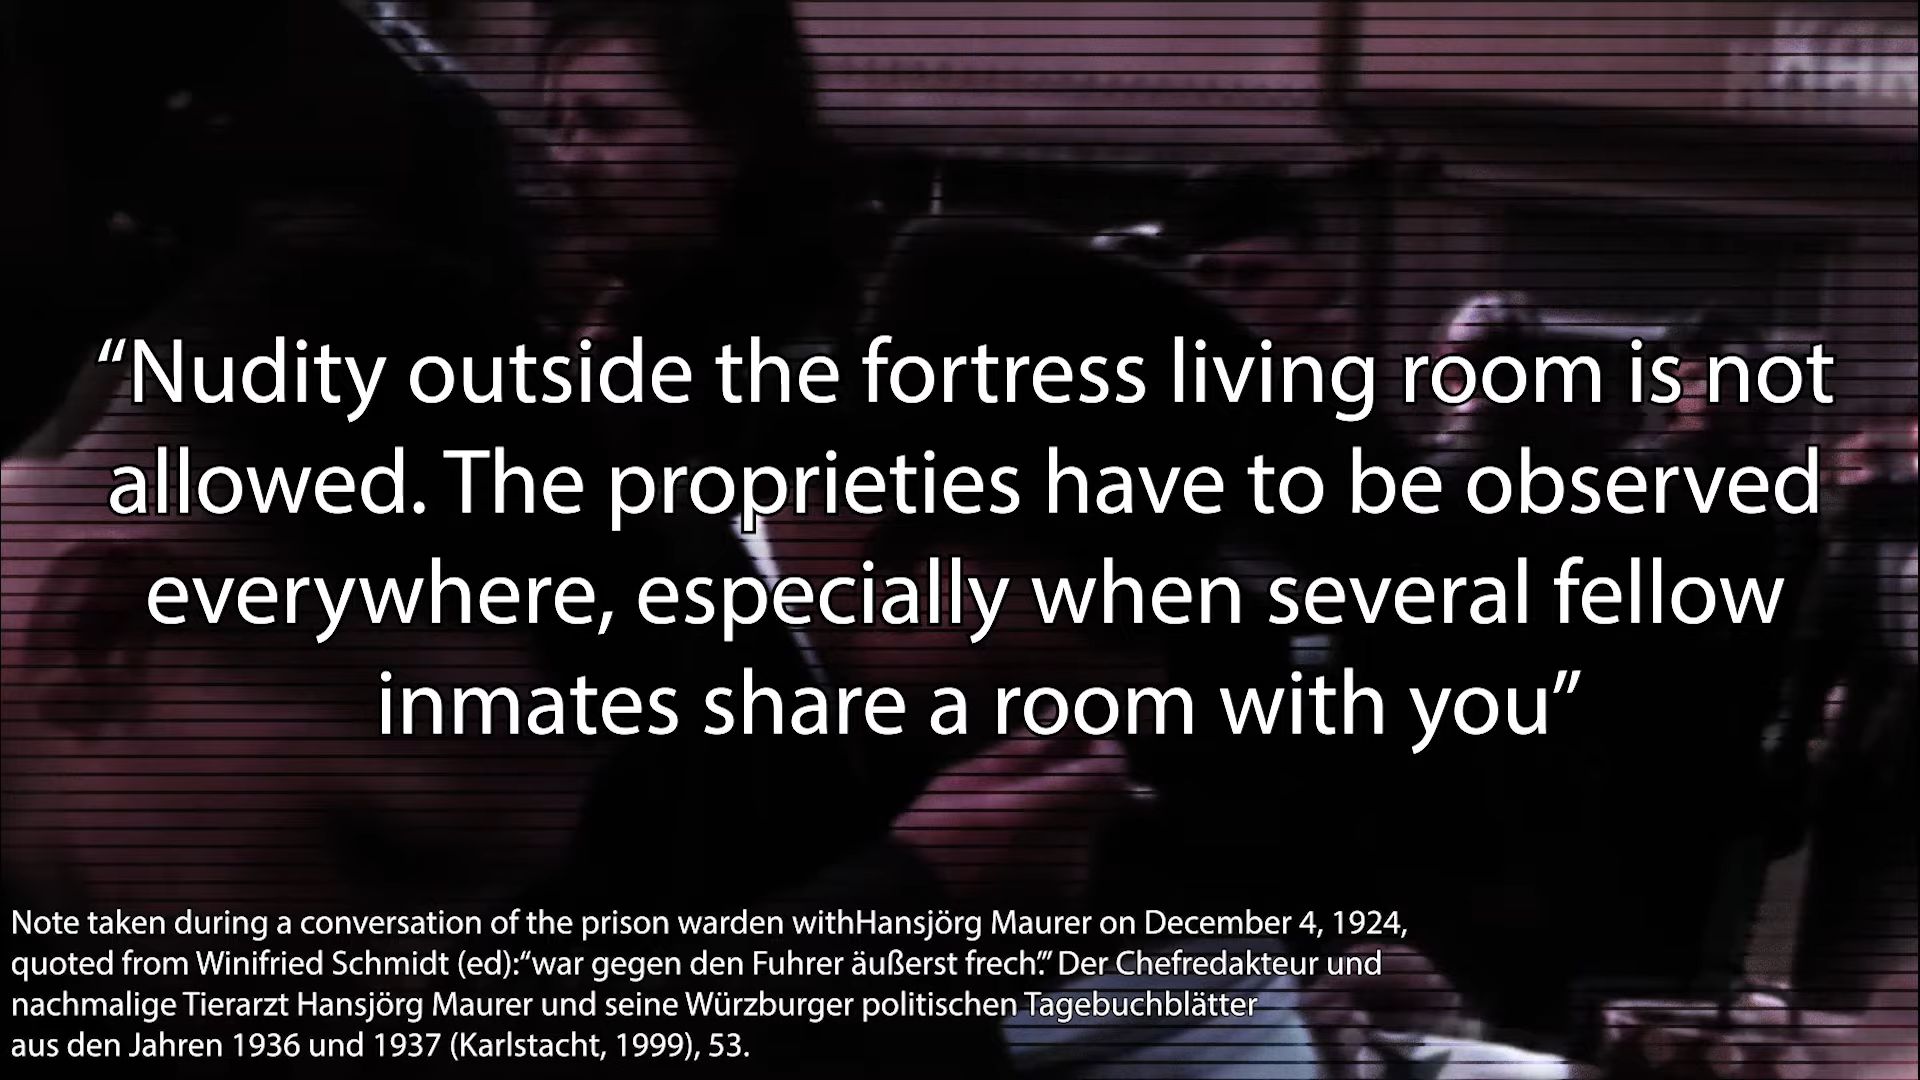 “Nudity outside the fortress living room is not
allowed. The proprieties have to be observed
everywhere, especially when several fellow
inmates share a room with you”
Note taken during a conversation of the prison warden withHansjörg Maurer on December 4, 1924,
quoted from Winifried Schmidt (ed):“war gegen den Fuhrer äußerst frech”.” Der Chefredakteur und
nachmalige Tierarzt Hansjörg Maurer und seine Würzburger politischen Tagebuchblätter
aus den Jahren 1936 und 1937 (Karlstacht, 1999), 53.